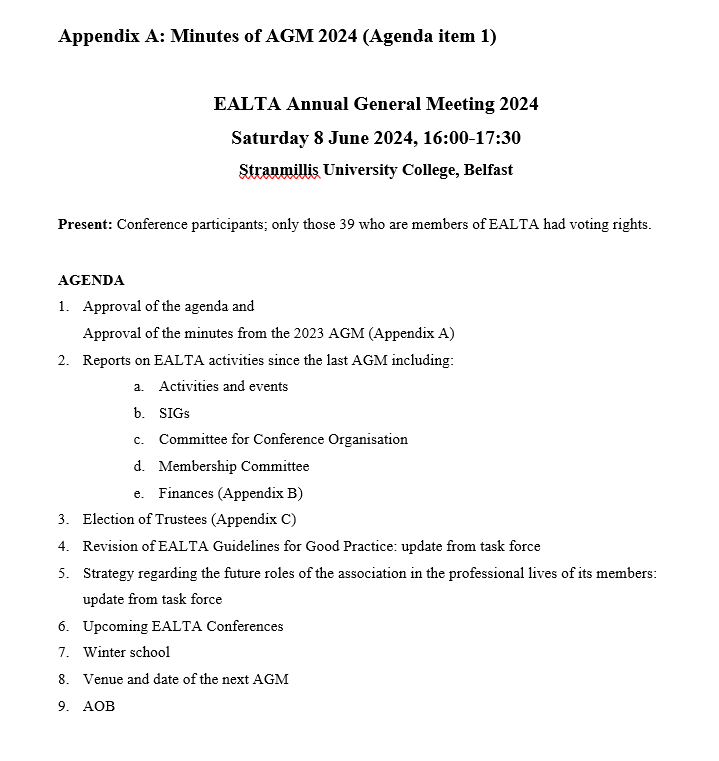 Appendix A: Minutes of AGM 2024 (Agenda item 1)
EALTA Annual General Meeting 2024
Saturday 8 June 2024, 16:00-17:30
Stranmillis University College, Belfast
Present: Conference participants; only those 39 who are members of EALTA had voting rights.
AGENDA
1. Approval of the agenda and
Approval of the minutes from the 2023 AGM (Appendix A)
2. Reports on EALTA activities since the last AGM including:
a. Activities and events
b. SIGs
c. Committee for Conference Organisation
d. Membership Committee
e. Finances (Appendix B)
3. Election of Trustees (Appendix C)
4. Revision of EALTA Guidelines for Good Practice: update from task force
5. Strategy regarding the future roles of the association in the professional lives of its members:
update from task force
6. Upcoming EALTA Conferences
7. Winter school
8. Venue and date of the next AGM
9. AOB